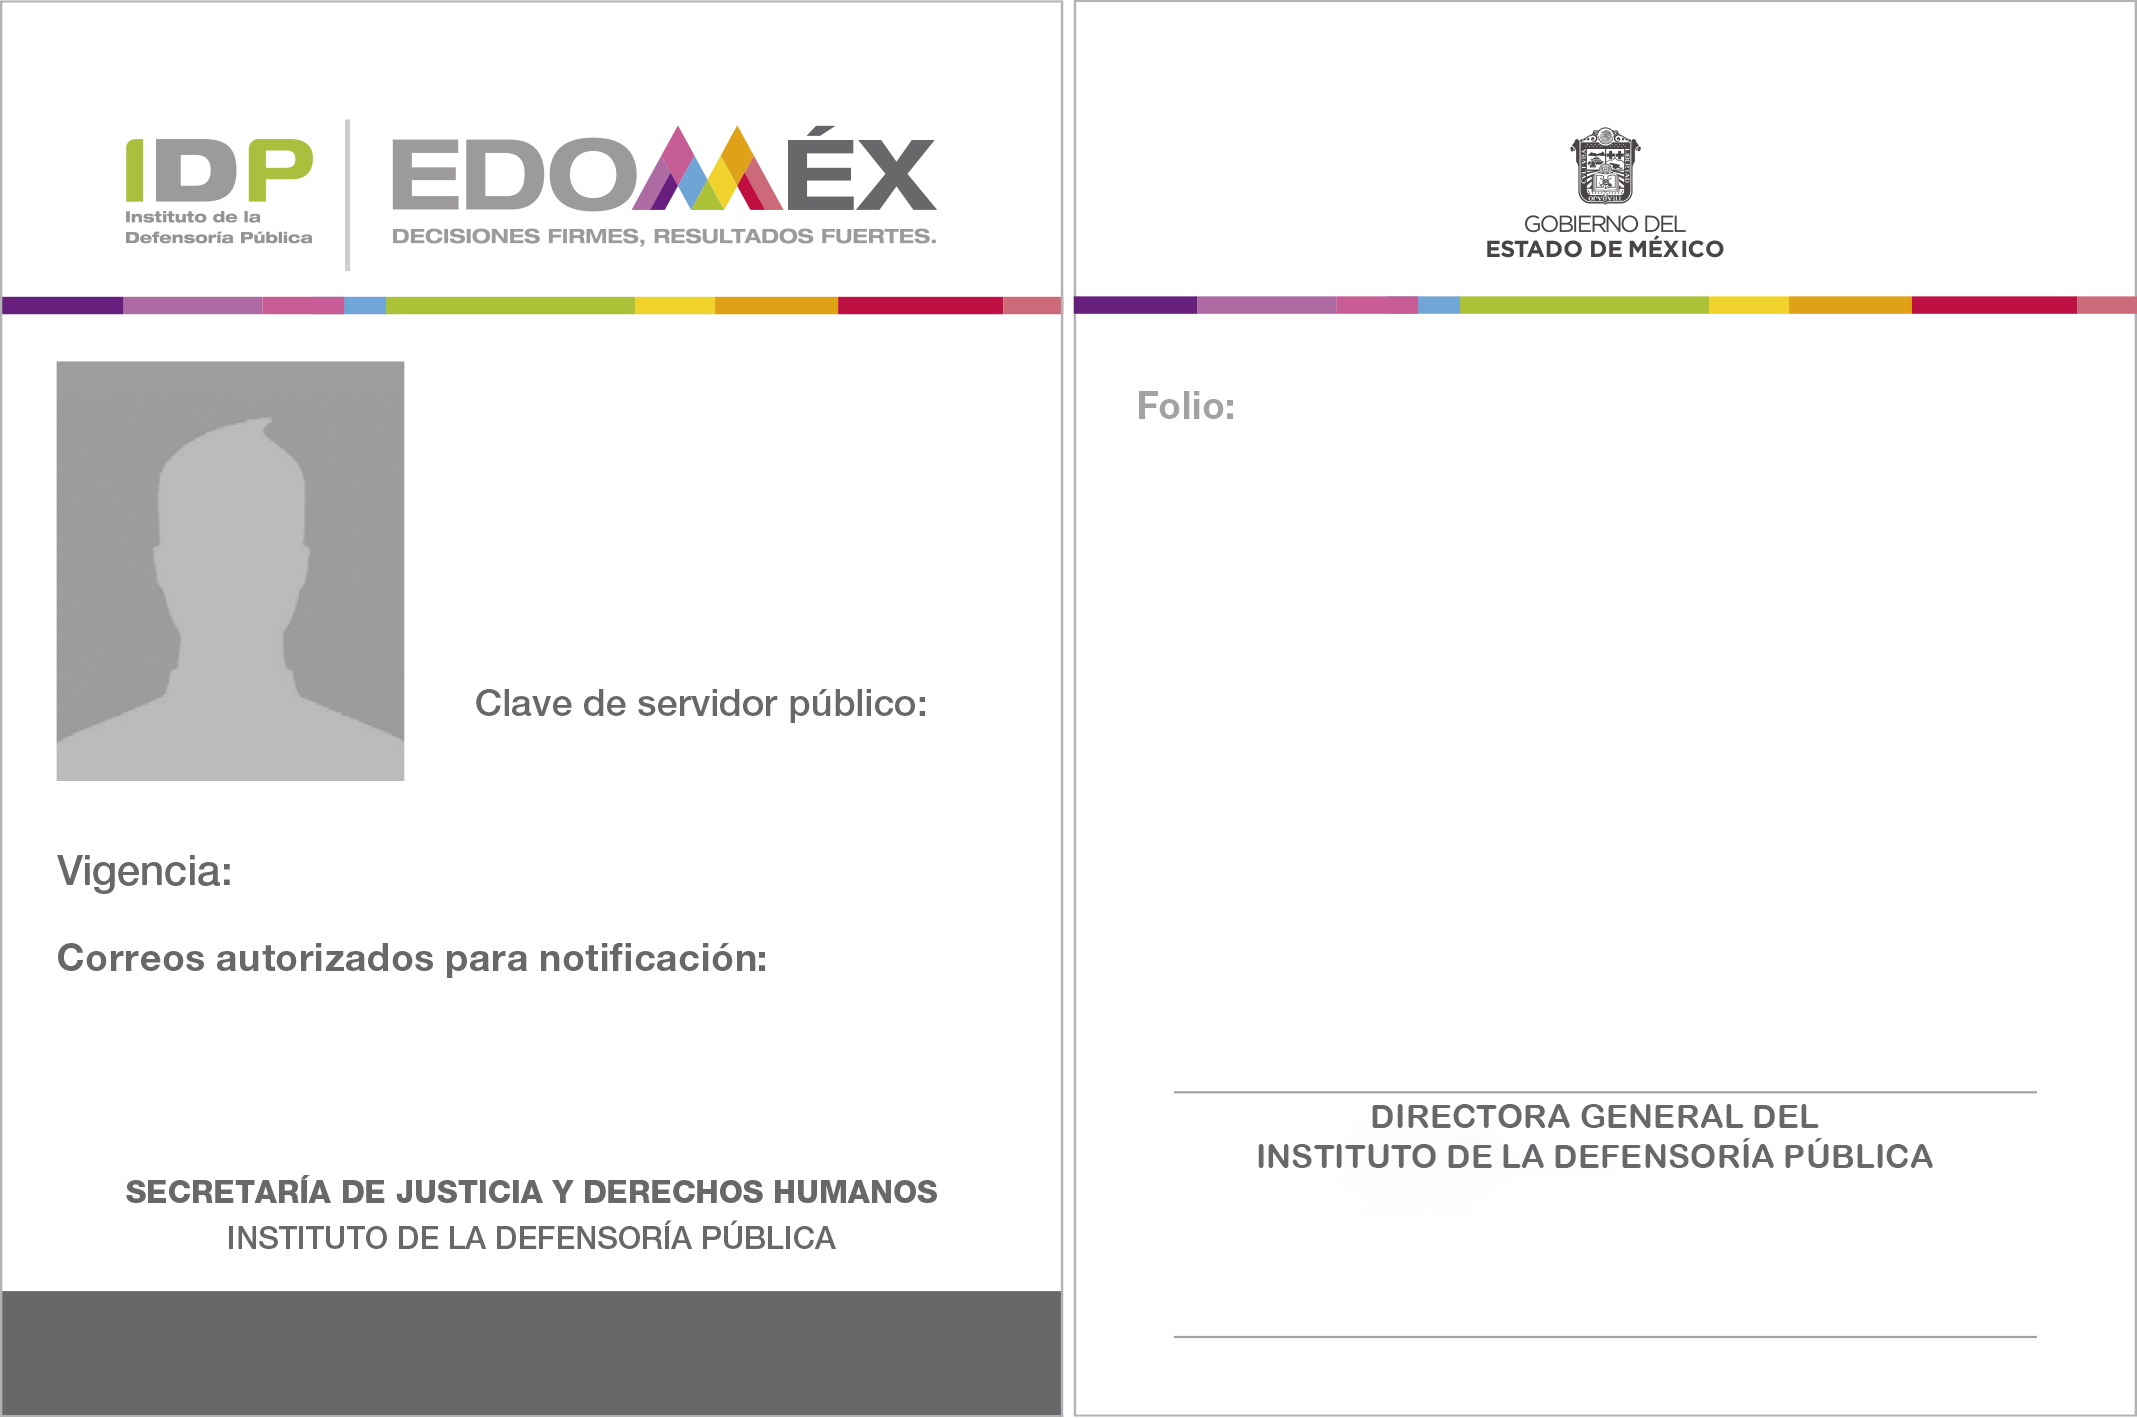 IDP
Instituto de la
Defensoría Pública
EDOMÉX
DECISIONES FIRMES, RESULTADOS FUERTES.
Clave de servidor público:
Vigencia:
Correos autorizados para notificación:
SECRETARÍA DE JUSTICIA Y DERECHOS HUMANOS
INSTITUTO DE LA DEFENSORÍA PÚBLICA
GOBIERNO DEL
ESTADO DE MÉXICO
Folio:
DIRECTORA GENERAL DEL
INSTITUTO DE LA DEFENSORÍA PÚBLICA